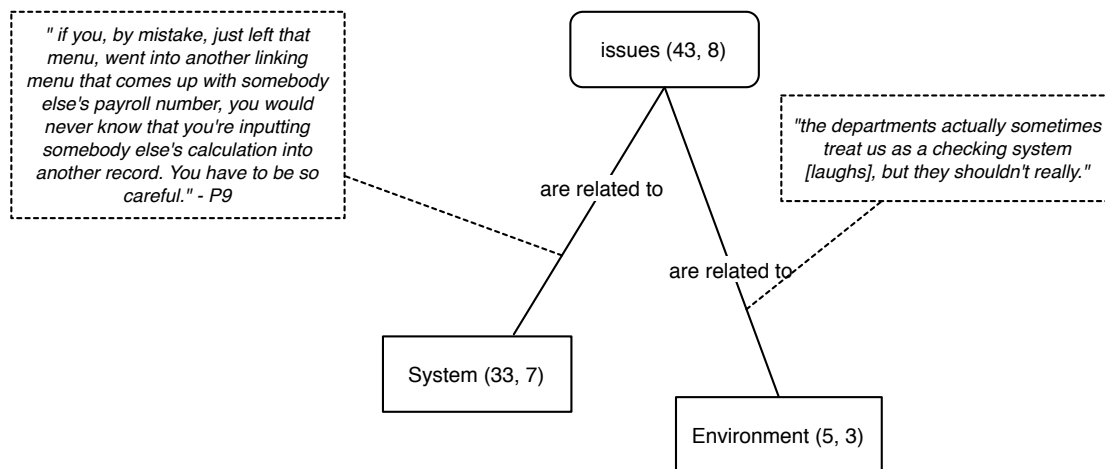 " if you, by mistake, just left that
menu, went into another linking
menu that comes up with somebody
else's payroll number, you would
never know that you're inputting
somebody else's calculation into
another record. You have to be so
careful." - P9
issues (43, 8)
"the departments actually sometimes
treat us as a checking system
[laughs], but they shouldn't really."
are related to
are related to
System (33, 7)
Environment (5, 3)